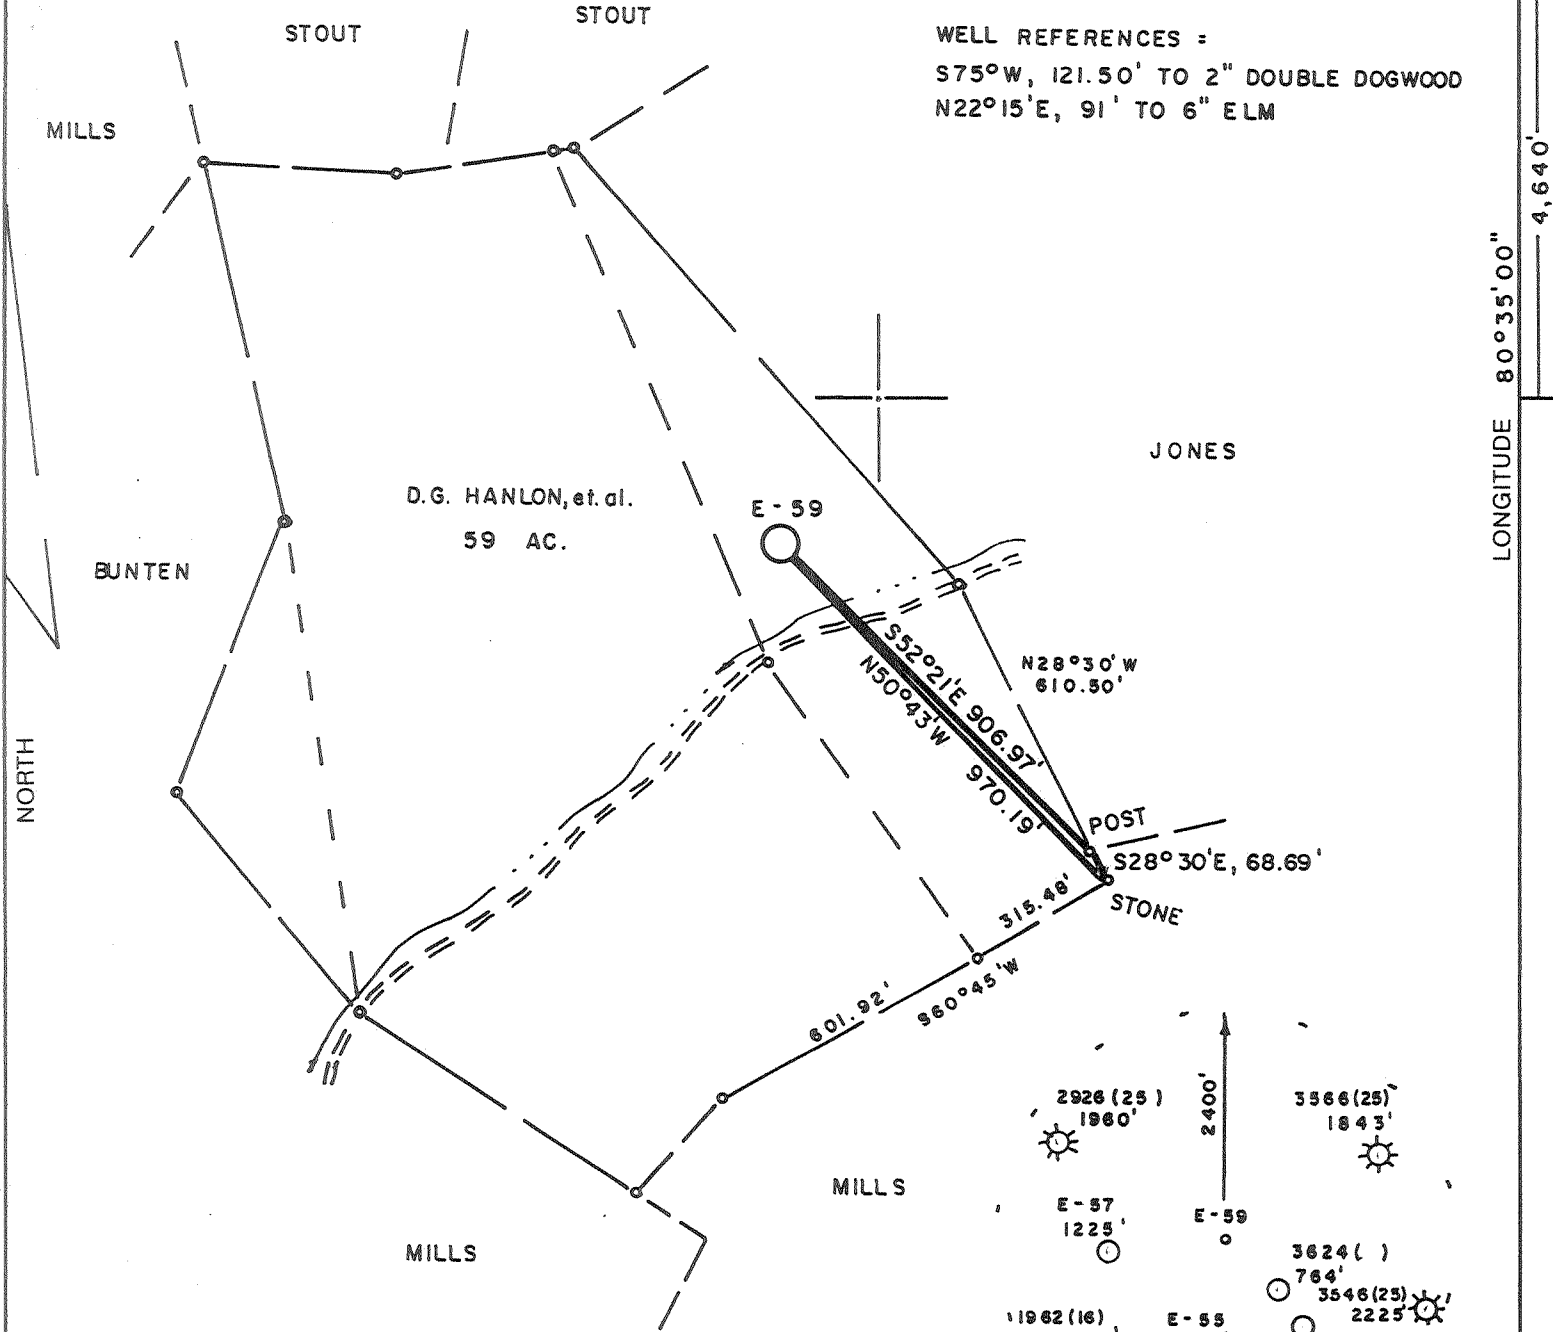 STOUT
STOUT
WELL REFERENCES :
S75°W, 121.50' TO 2" DOUBLE DOGWOOD
N22°15'E, 91' TO 6" ELM
MILLS
4,640'
LONGITUDE 80°35'00"
JONES
D.G. HANLON, et. al.
59 AC.
E-59
BUNTEN
NORTH
S52°21'E 906.97'
N50°43'W 970.19'
N28°30'W
610.50'
POST
S28°30'E, 68.69'
STONE
315.48'
601.92'
S60°45'W
2926 (25)
1960'
2400'
3566(25)
1843'
MILLS
E-57
1225'
E-59
MILLS
3624( )
764'
3546(25)
2225'
1962(16)
E-55